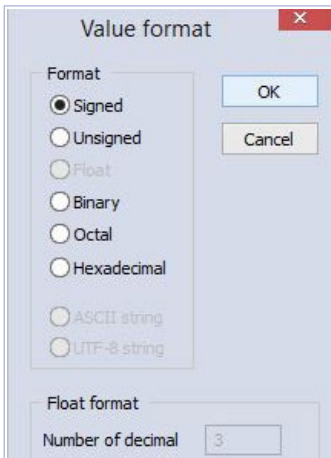 Value format
Format
Signed
OK
Unsigned
Cancel
Float
Binary
Octal
Hexadecimal
ASCII string
UTF-8 string
Float format
Number of decimal 3